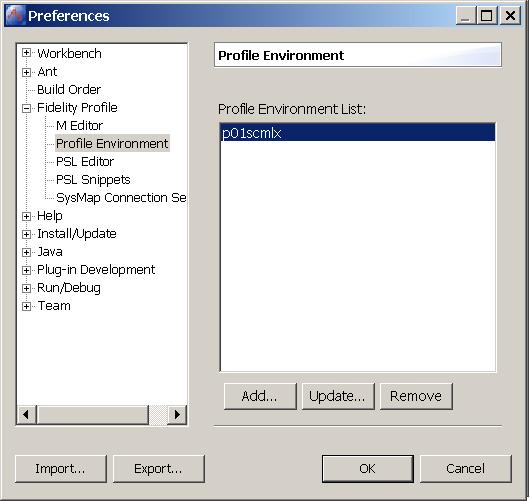 Preferences
Workbench
Ant
Build Order
Fidelity Profile
M Editor
Profile Environment
PSL Editor
PSL Snippets
SysMap Connection Se
Help
Install/Update
Java
Plug-in Development
Run/Debug
Team
Profile Environment
Profile Environment List:
p01scmlx
Add...
Update...
Remove
Import...
Export...
OK
Cancel